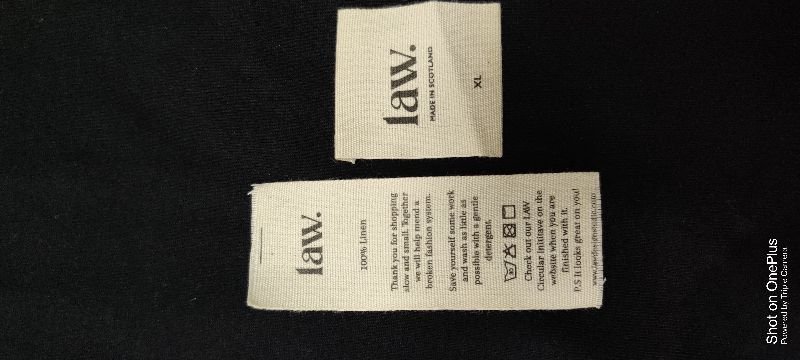 law.
MADE IN SCOTLAND
XL
law.
100% Linen
Thank you for shopping
slow and small. Together
we will help mend a
broken fashion system.
Save yourself some work
and wash as little as
possible with a gentle
detergent.
Check out our LAW
Circular initiative on the
website when you are
finished with it.
P.S It looks great on you!
Shot on OnePlus
Powered by Triple Camera